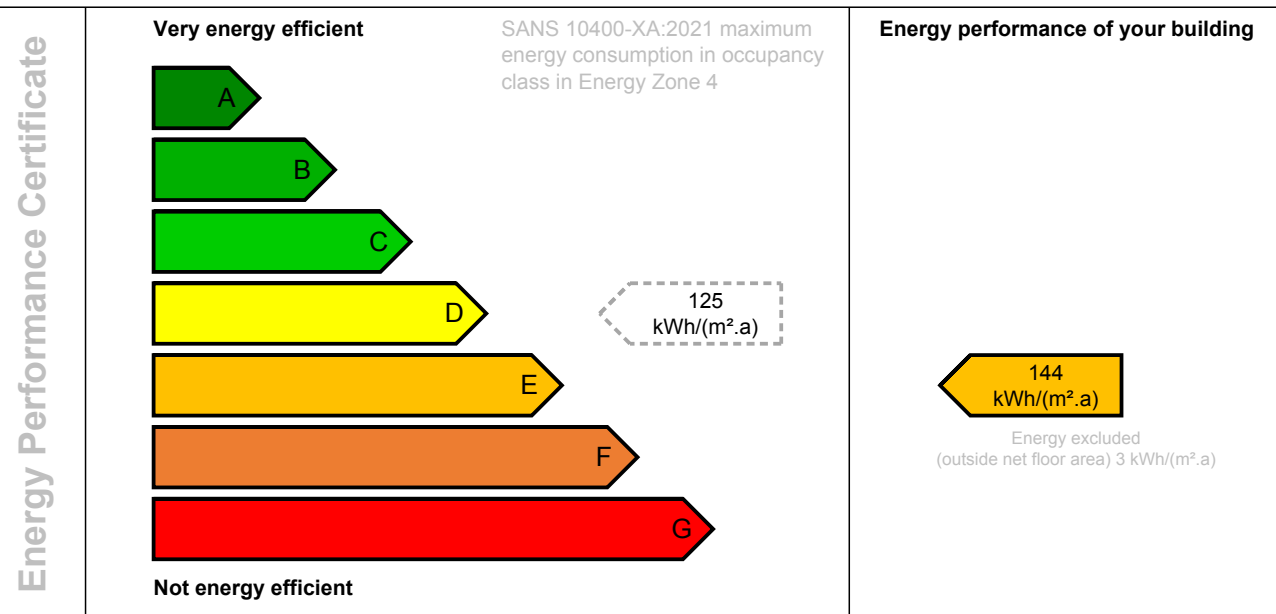 Energy Performance Certificate
Very energy efficient
SANS 10400-XA:2021 maximum
energy consumption in occupancy
class in Energy Zone 4
Energy performance of your building
A
B
C
D
125
kWh/(m².a)
E
144
kWh/(m².a)
Energy excluded
(outside net floor area) 3 kWh/(m².a)
F
G
Not energy efficient